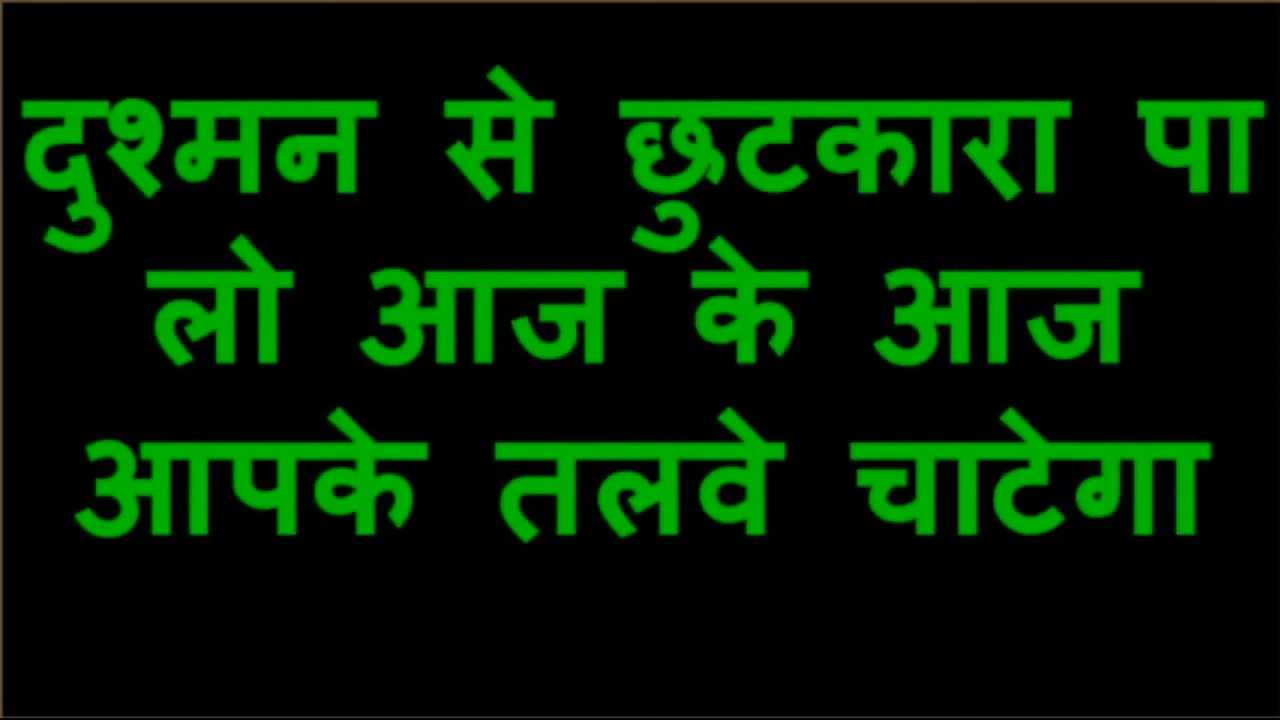 दुश्मन से छुटकारा पा
लो आज के आज
आपके तलवे चाटेगा